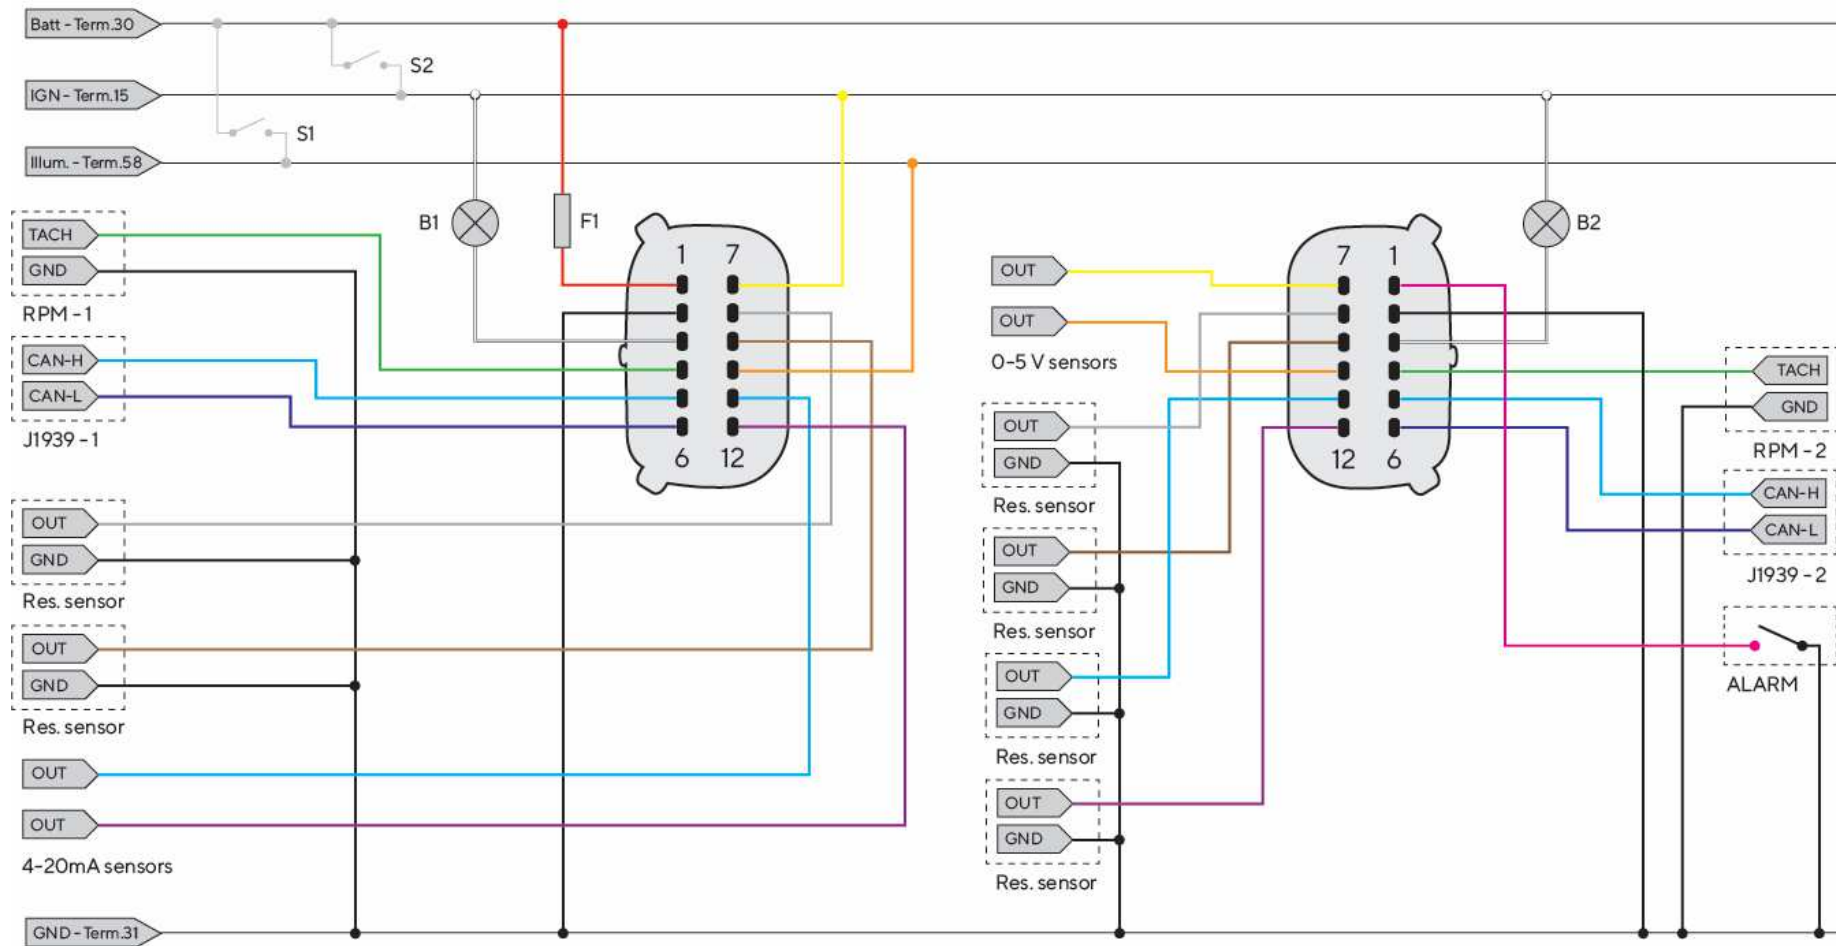 Batt - Term.30
S2
IGN - Term.15
S1
Illum. - Term.58
B1
F1
B2
TACH
GND
RPM - 1
CAN-H
CAN-L
J1939 - 1
1 7
6 12
OUT
GND
Res. sensor
OUT
GND
Res. sensor
OUT
OUT
4-20mA sensors
GND - Term.31
OUT
OUT
0-5 V sensors
7 1
12 6
OUT
GND
Res. sensor
OUT
GND
Res. sensor
OUT
GND
Res. sensor
OUT
GND
Res. sensor
TACH
GND
RPM - 2
CAN-H
CAN-L
J1939 - 2
ALARM